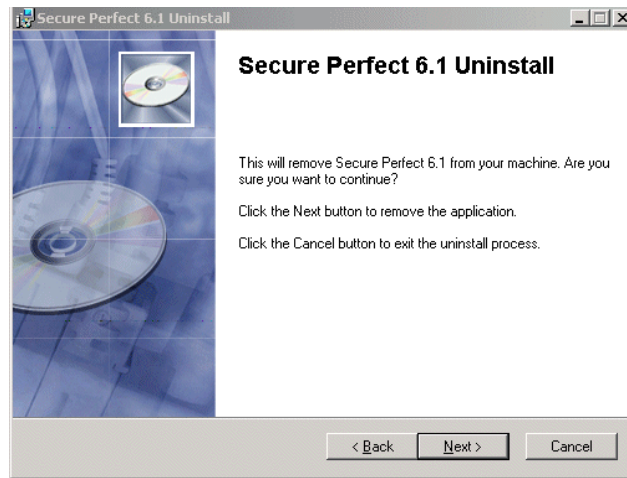 Secure Perfect 6.1 Uninstall
Secure Perfect 6.1 Uninstall
This will remove Secure Perfect 6.1 from your machine. Are you
sure you want to continue?
Click the Next button to remove the application.
Click the Cancel button to exit the uninstall process.
< Back Next > Cancel